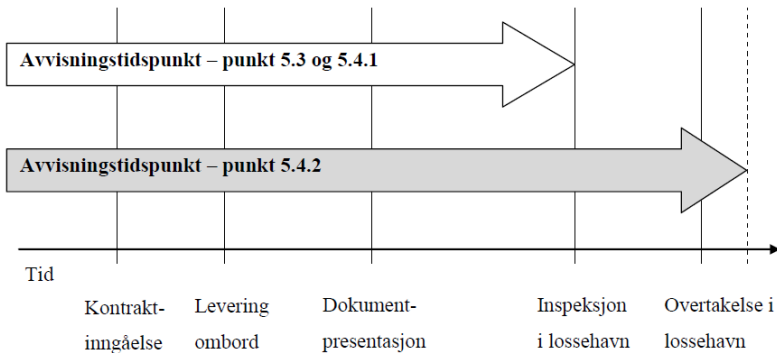 Avvisningstidspunkt – punkt 5.3 og 5.4.1
Avvisningstidspunkt – punkt 5.4.2
Tid
Kontrakt-
inngåelse
Levering
ombord
Dokument-
presentasjon
Inspeksjon
i lossehavn
Overtakelse i
lossehavn